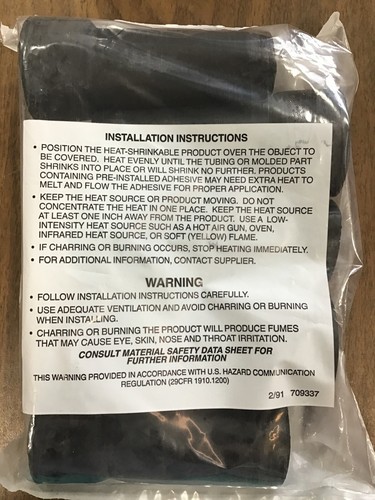 INSTALLATION INSTRUCTIONS
• POSITION THE HEAT-SHRINKABLE PRODUCT OVER THE OBJECT TO
BE COVERED. HEAT EVENLY UNTIL THE TUBING OR MOLDED PART
SHRINKS INTO PLACE OR WILL SHRINK NO FURTHER. PRODUCTS
CONTAINING PRE-INSTALLED ADHESIVE MAY NEED EXTRA HEAT TO
MELT AND FLOW THE ADHESIVE FOR PROPER APPLICATION.
• KEEP THE HEAT SOURCE OR PRODUCT MOVING. DO NOT
CONCENTRATE THE HEAT IN ONE PLACE. KEEP THE HEAT SOURCE
AT LEAST ONE INCH AWAY FROM THE PRODUCT. USE A LOW-
INTENSITY HEAT SOURCE SUCH AS A HOT AIR GUN, OVEN,
INFRARED HEAT SOURCE, OR SOFT (YELLOW) FLAME.
• IF CHARRING OR BURNING OCCURS, STOP HEATING IMMEDIATELY.
• FOR ADDITIONAL INFORMATION, CONTACT SUPPLIER.
WARNING
• FOLLOW INSTALLATION INSTRUCTIONS CAREFULLY.
• USE ADEQUATE VENTILATION AND AVOID CHARRING OR BURNING
WHEN INSTALLING.
• CHARRING OR BURNING THE PRODUCT WILL PRODUCE FUMES
THAT MAY CAUSE EYE, SKIN, NOSE AND THROAT IRRITATION.
CONSULT MATERIAL SAFETY DATA SHEET FOR
FURTHER INFORMATION
THIS WARNING PROVIDED IN ACCORDANCE WITH U.S. HAZARD COMMUNICATION
REGULATION (29CFR 1910.1200)
2/91 709337